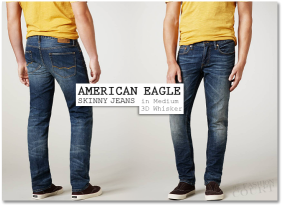 AMERICAN EAGLE
SKINNY JEANS in Medium
3D Whisker